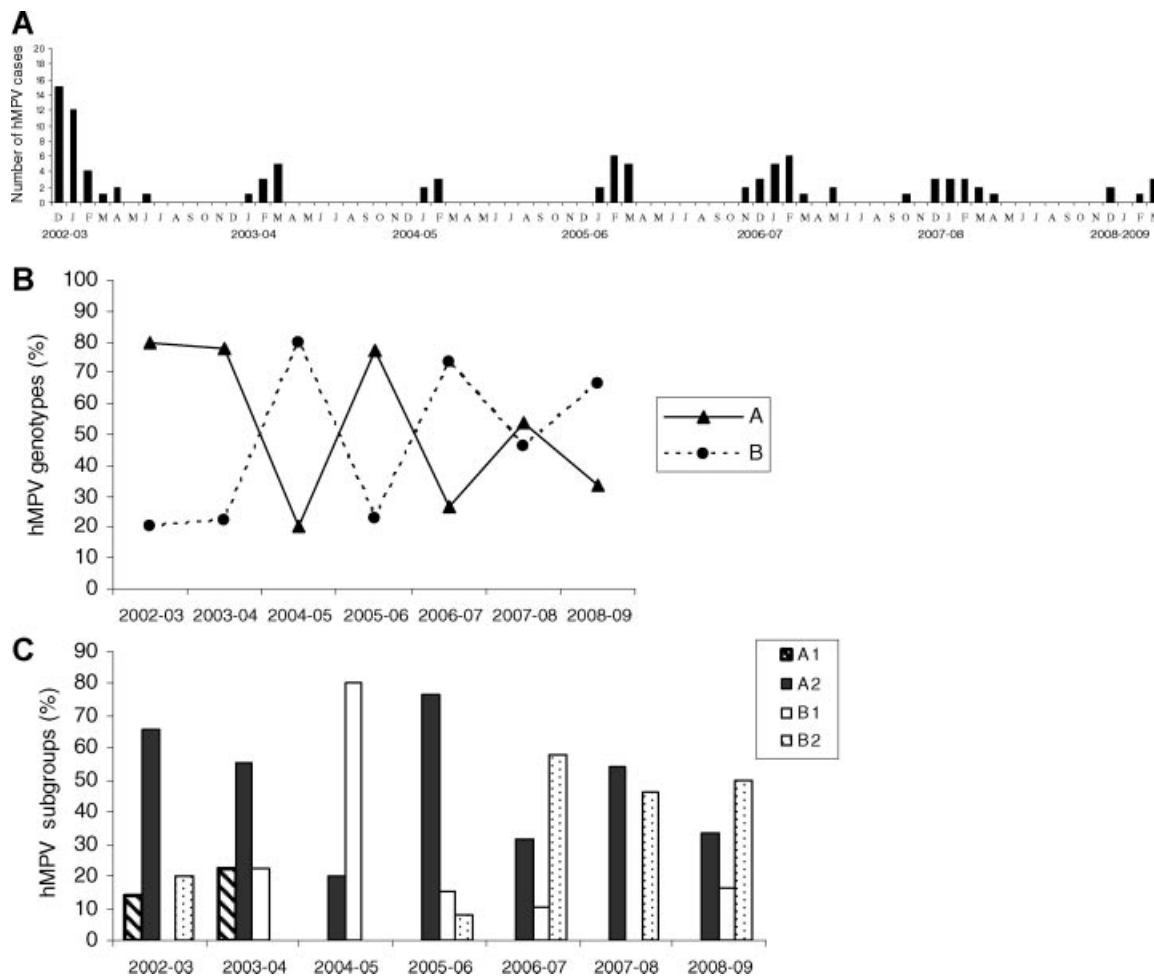 A
Number of hMPV cases
20
18
16
14
12
10
8
6
4
2
0
D J F M A M J J A S O N D J F M A M J J A S O N D J F M A M J J A S O N D J F M A M J J A S O N D J F M A M J J A S O N D J F M A M J J A S O N D J F M
2002-03 2003-04 2004-05 2005-06 2006-07 2007-08 2008-2009
B
hMPV genotypes (%)
100
90
80
70
60
50
40
30
20
10
0
2002-03 2003-04 2004-05 2005-06 2006-07 2007-08 2008-09
A
B
C
hMPV subgroups (%)
90
80
70
60
50
40
30
20
10
0
2002-03 2003-04 2004-05 2005-06 2006-07 2007-08 2008-09
A1
A2
B1
B2